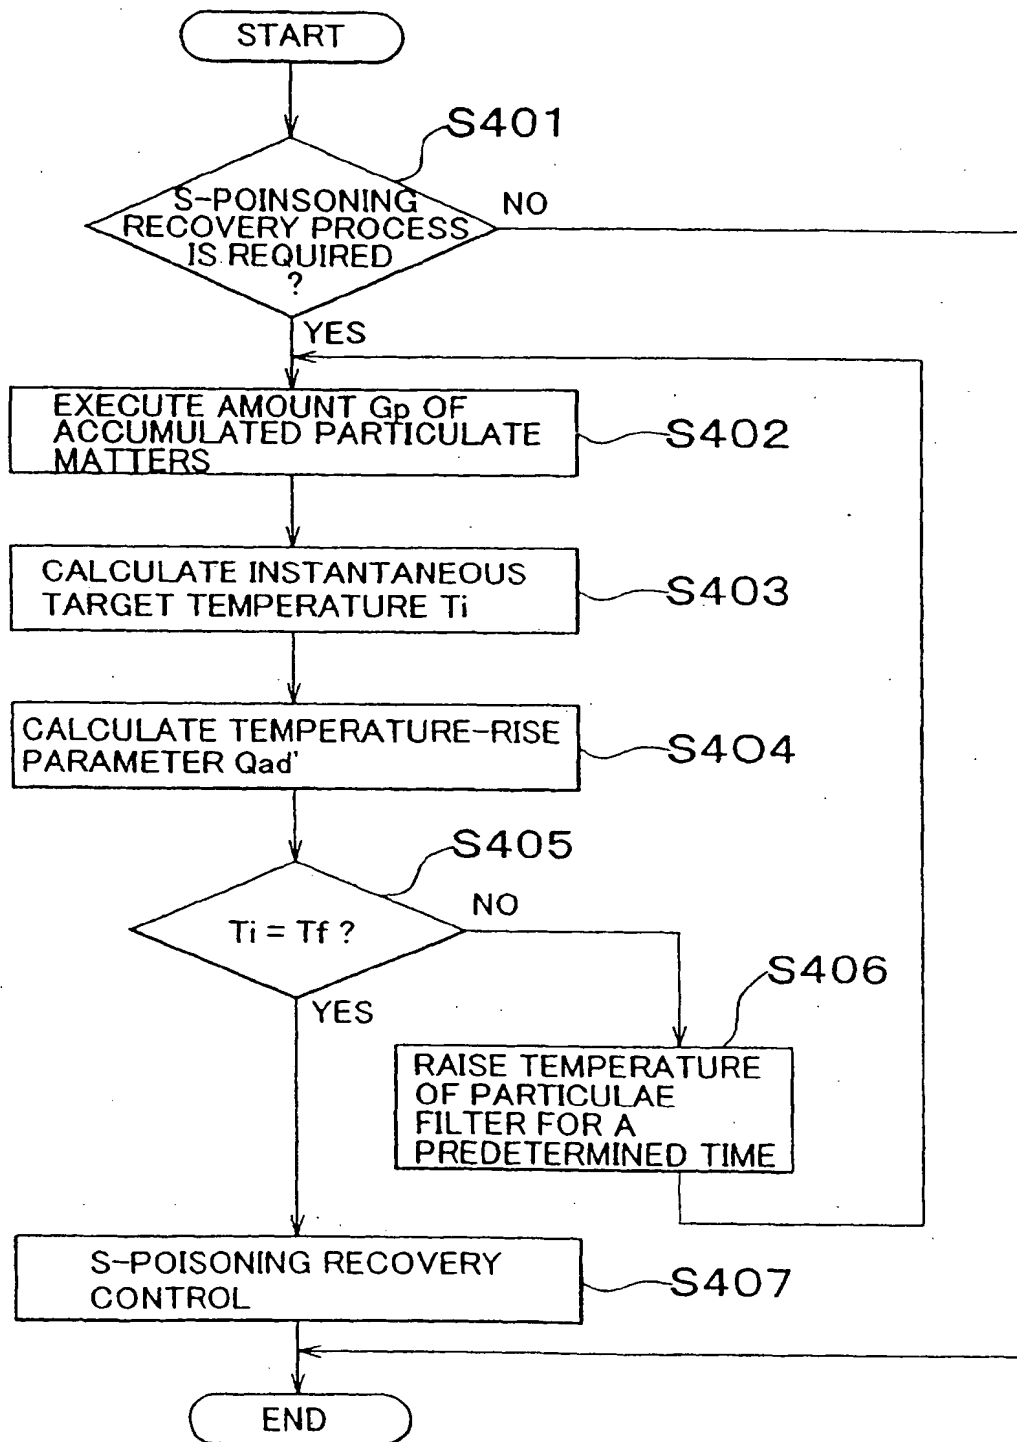 START
S401
S-POINSONING
RECOVERY PROCESS
IS REQUIRED
?
NO
YES
EXECUTE AMOUNT Gp OF
ACCUMULATED PARTICULATE
MATTERS
S402
CALCULATE INSTANTANEOUS
TARGET TEMPERATURE Ti
S403
CALCULATE TEMPERATURE-RISE
PARAMETER Qad'
S404
S405
Ti = Tf ?
NO
YES
S406
RAISE TEMPERATURE
OF PARTICULAE
FILTER FOR A
PREDETERMINED TIME
S-POISONING RECOVERY
CONTROL
S407
END